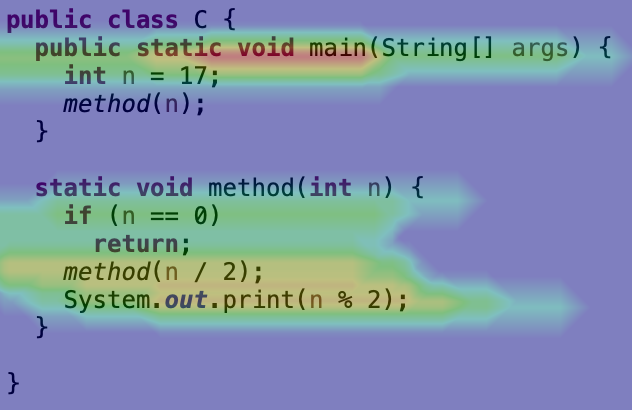 public class C {
  public static void main(String[] args) {
    int n = 17;
    method(n);
  }

  static void method(int n) {
    if (n == 0)
      return;
    method(n / 2);
    System.out.print(n % 2);
  }

}